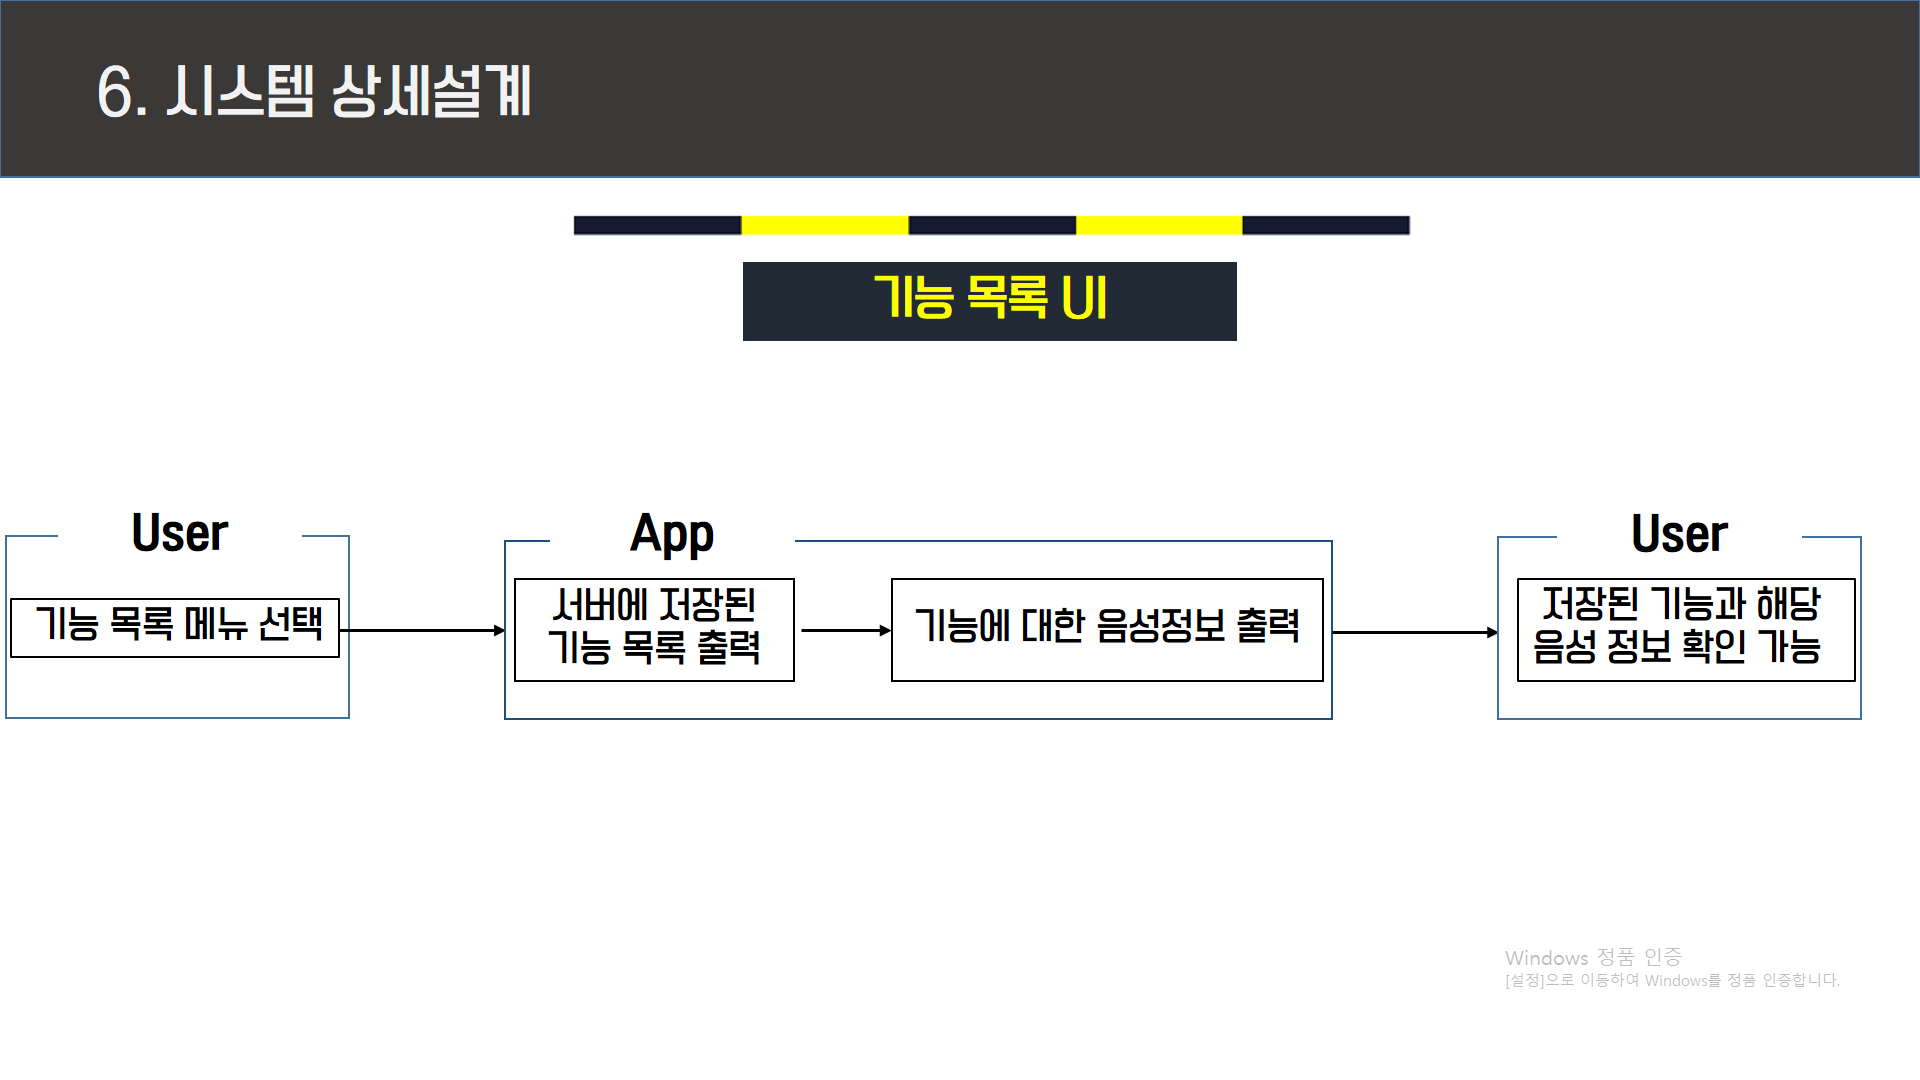 6. 시스템 상세설계
기능 목록 UI
User
기능 목록 메뉴 선택
App
서버에 저장된
기능 목록 출력
기능에 대한 음성정보 출력
User
저장된 기능과 해당
음성 정보 확인 가능
Windows 정품 인증
[설정]으로 이동하여 Windows를 정품 인증합니다.